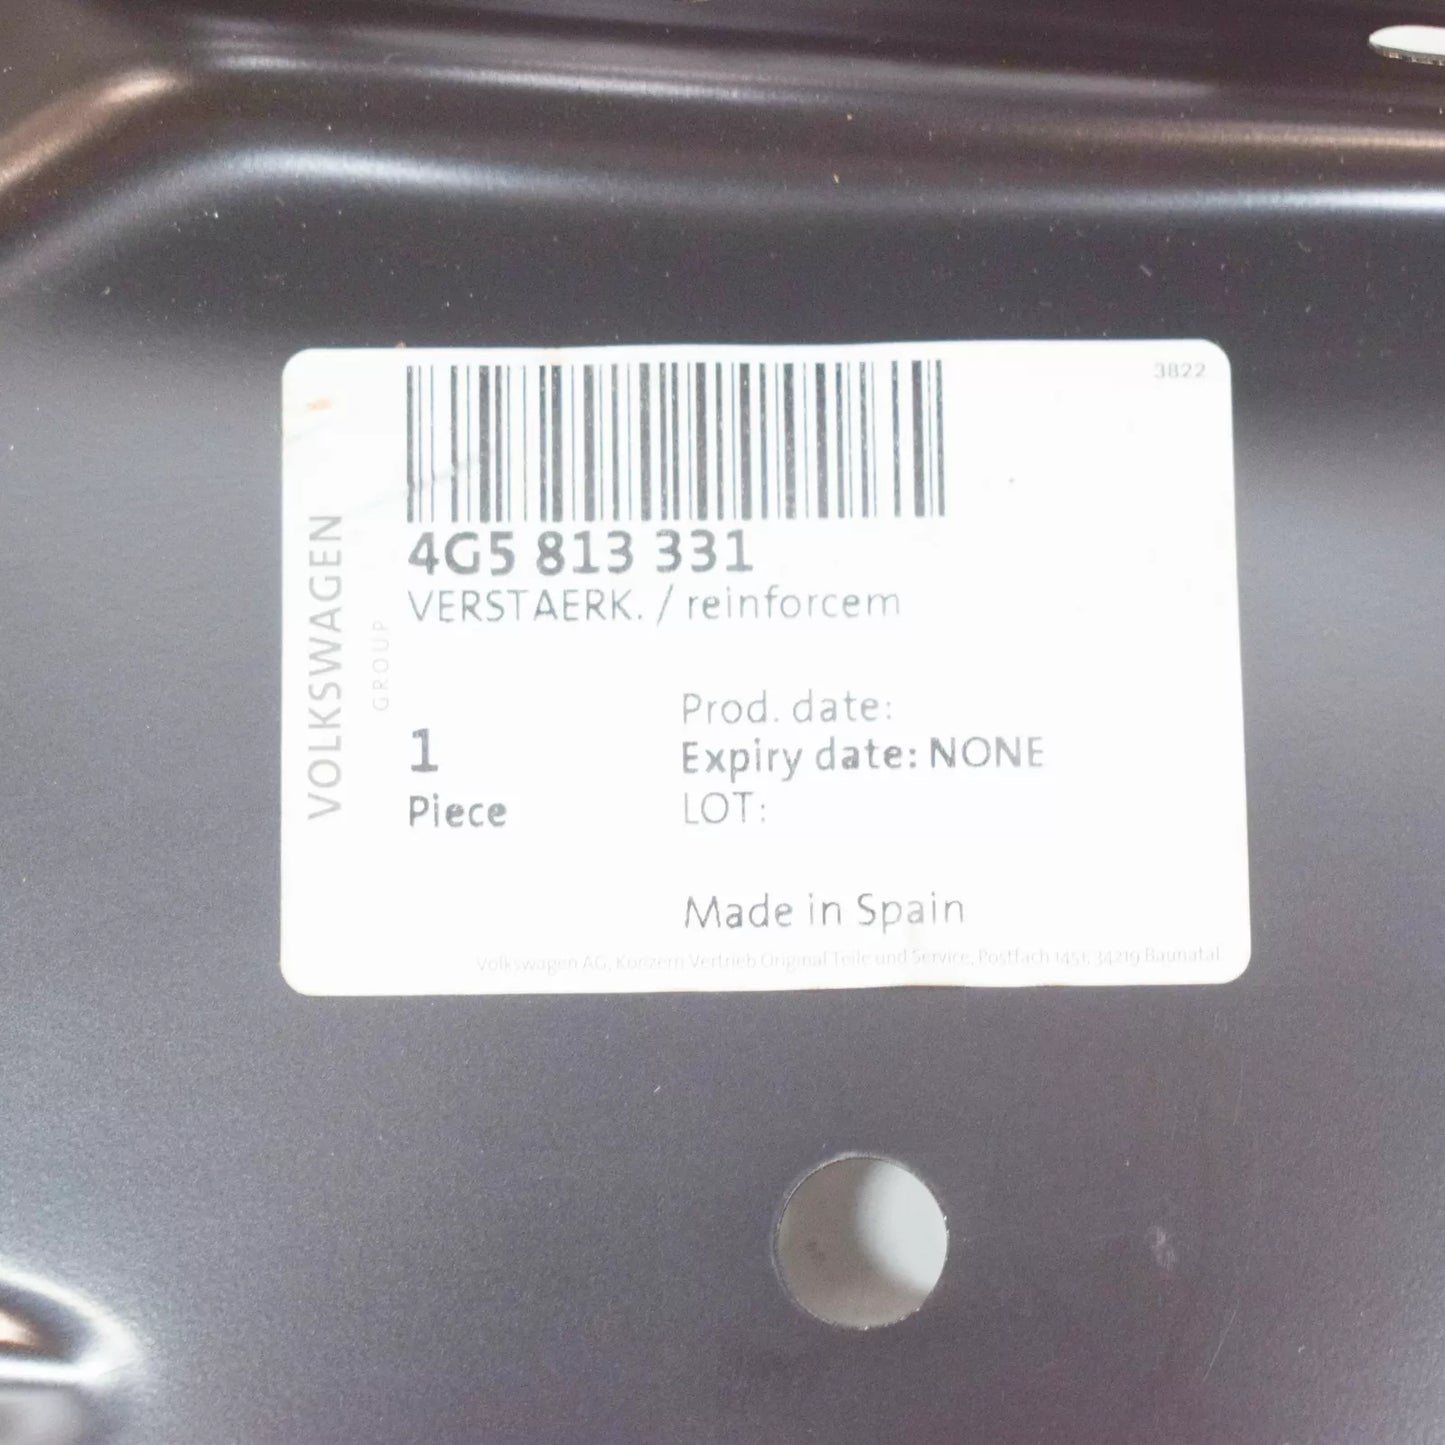 3822
4G5 813 331
VERSTAERK. / reinforcem
VOLKSWAGEN
GROUP
Prod. date:
1
Expiry date: NONE
Piece
LOT:
Made in Spain
Volkswagen AG, Konzern Vertrieb Original Teile und Service, Postfach 1451, 34219 Baunatal